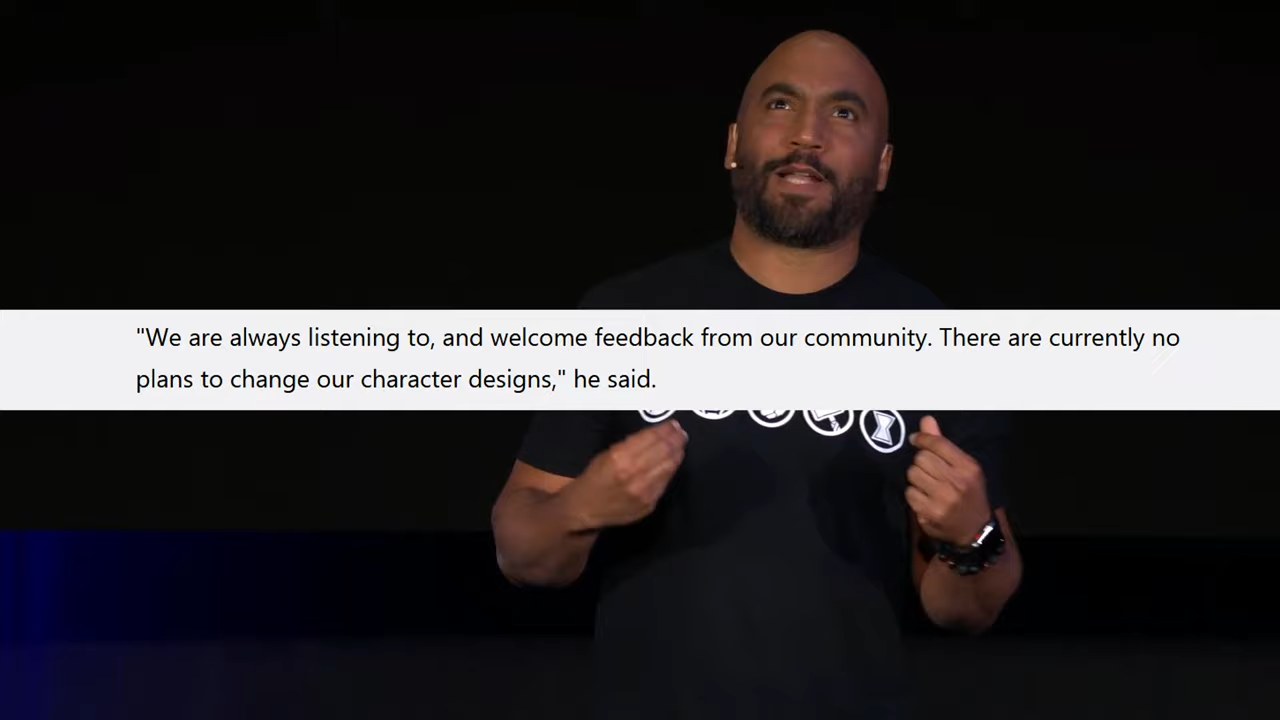 "We are always listening to, and welcome feedback from our community. There are currently no
plans to change our character designs," he said.